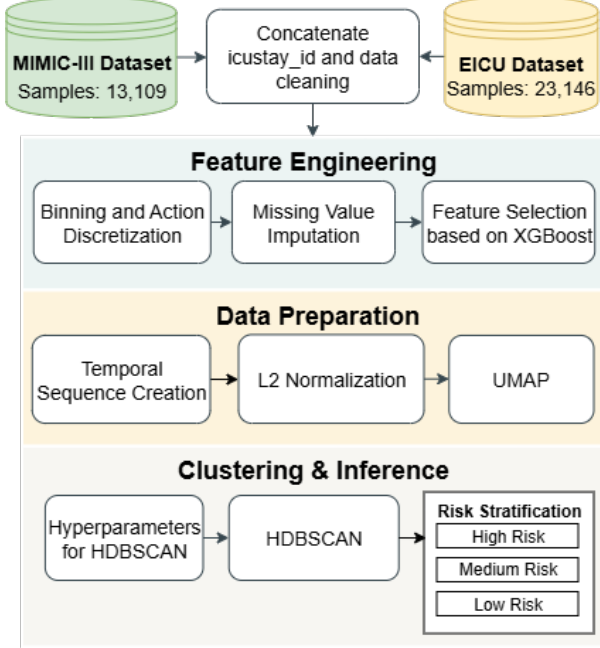 MIMIC-III Dataset
Samples: 13,109
Concatenate
icustay_id and data
cleaning
EICU Dataset
Samples: 23,146
Feature Engineering
Binning and Action
Discretization
Missing Value
Imputation
Feature Selection
based on XGBoost
Data Preparation
Temporal
Sequence Creation
L2 Normalization
UMAP
Clustering & Inference
Hyperparameters
for HDBSCAN
HDBSCAN
Risk Stratification
High Risk
Medium Risk
Low Risk